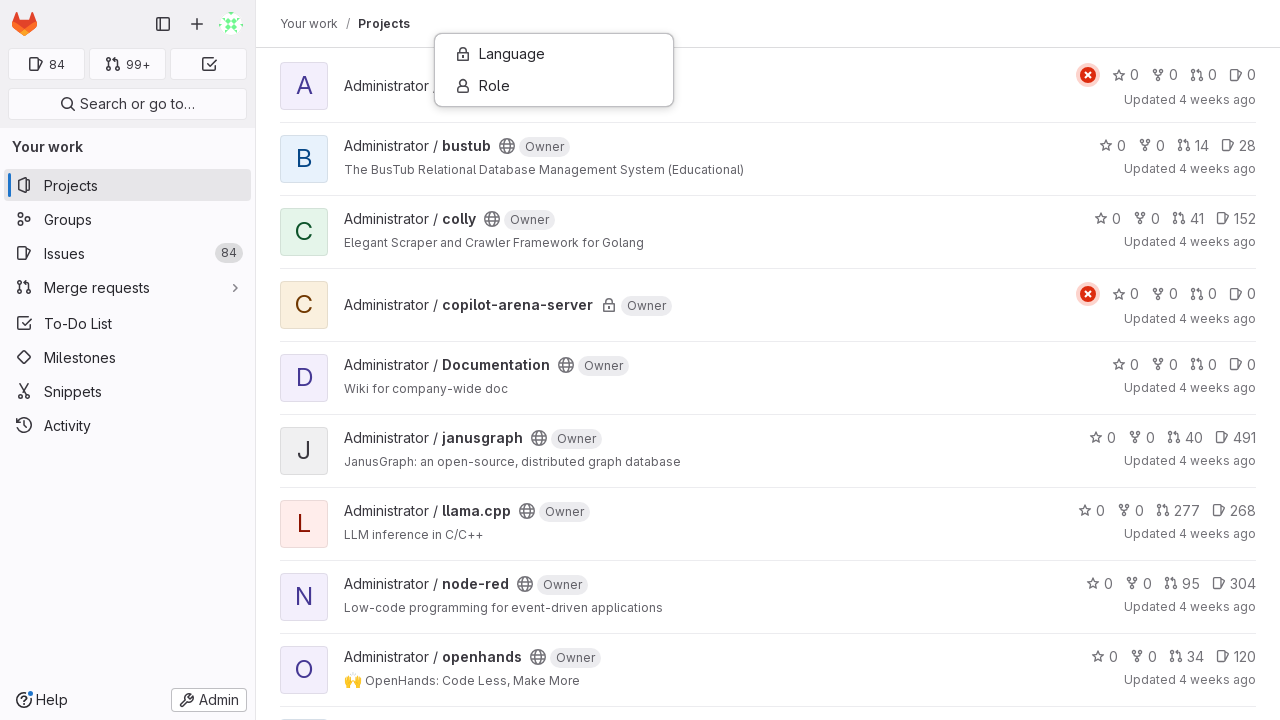 Your work / Projects
84
99+
Search or go to…
Your work
Projects
Groups
Issues 84
Merge requests
To-Do List
Milestones
Snippets
Activity
Help
Admin
Language
Role
A
Administrator /
0 0 0 0
Updated 4 weeks ago
B
Administrator / bustub Owner
The BusTub Relational Database Management System (Educational)
0 0 14 28
Updated 4 weeks ago
C
Administrator / colly Owner
Elegant Scraper and Crawler Framework for Golang
0 0 41 152
Updated 4 weeks ago
C
Administrator / copilot-arena-server Owner
0 0 0 0
Updated 4 weeks ago
D
Administrator / Documentation Owner
Wiki for company-wide doc
0 0 0 0
Updated 4 weeks ago
J
Administrator / janusgraph Owner
JanusGraph: an open-source, distributed graph database
0 0 40 491
Updated 4 weeks ago
L
Administrator / llama.cpp Owner
LLM inference in C/C++
0 0 277 268
Updated 4 weeks ago
N
Administrator / node-red Owner
Low-code programming for event-driven applications
0 0 95 304
Updated 4 weeks ago
O
Administrator / openhands Owner
🙌 OpenHands: Code Less, Make More
0 0 34 120
Updated 4 weeks ago